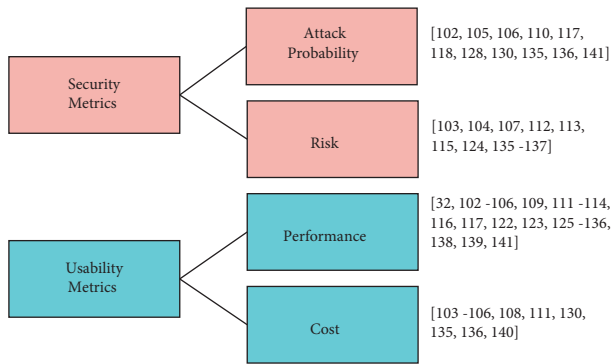 Security
Metrics
Attack
Probability
[102, 105, 106, 110, 117,
118, 128, 130, 135, 136, 141]
Risk
[103, 104, 107, 112, 113,
115, 124, 135 -137]
Usability
Metrics
Performance
[32, 102 -106, 109, 111 -114,
116, 117, 122, 123, 125 -136,
138, 139, 141]
Cost
[103 -106, 108, 111, 130,
135, 136, 140]